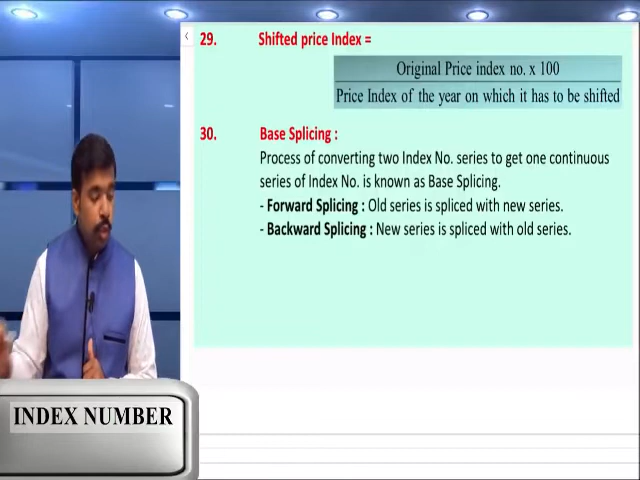 29. Shifted price Index =
Original Price index no. x 100
Price Index of the year on which it has to be shifted
30. Base Splicing :
Process of converting two Index No. series to get one continuous
series of Index No. is known as Base Splicing.
- Forward Splicing : Old series is spliced with new series.
- Backward Splicing : New series is spliced with old series.
INDEX NUMBER